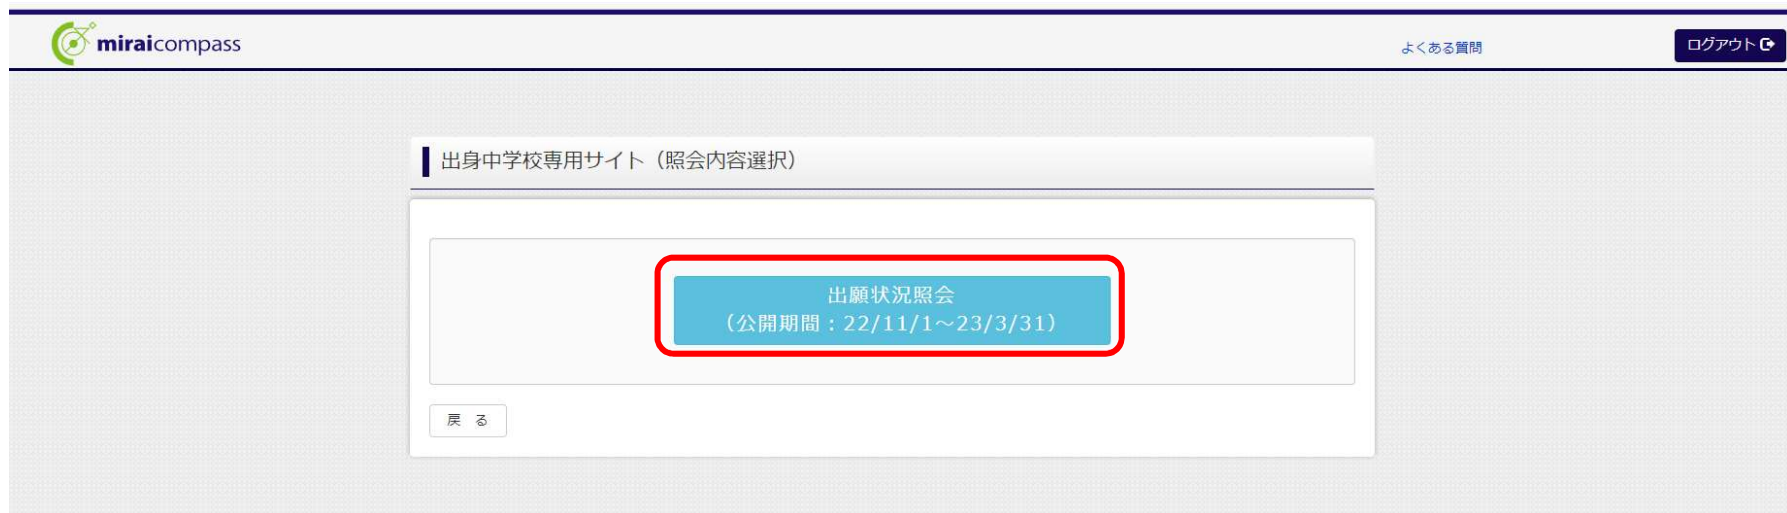 miraicompass
よくある質問
ログアウト
出身中学校専用サイト（照会内容選択）
出願状況照会
（公開期間：22/11/1～23/3/31）
戻 る